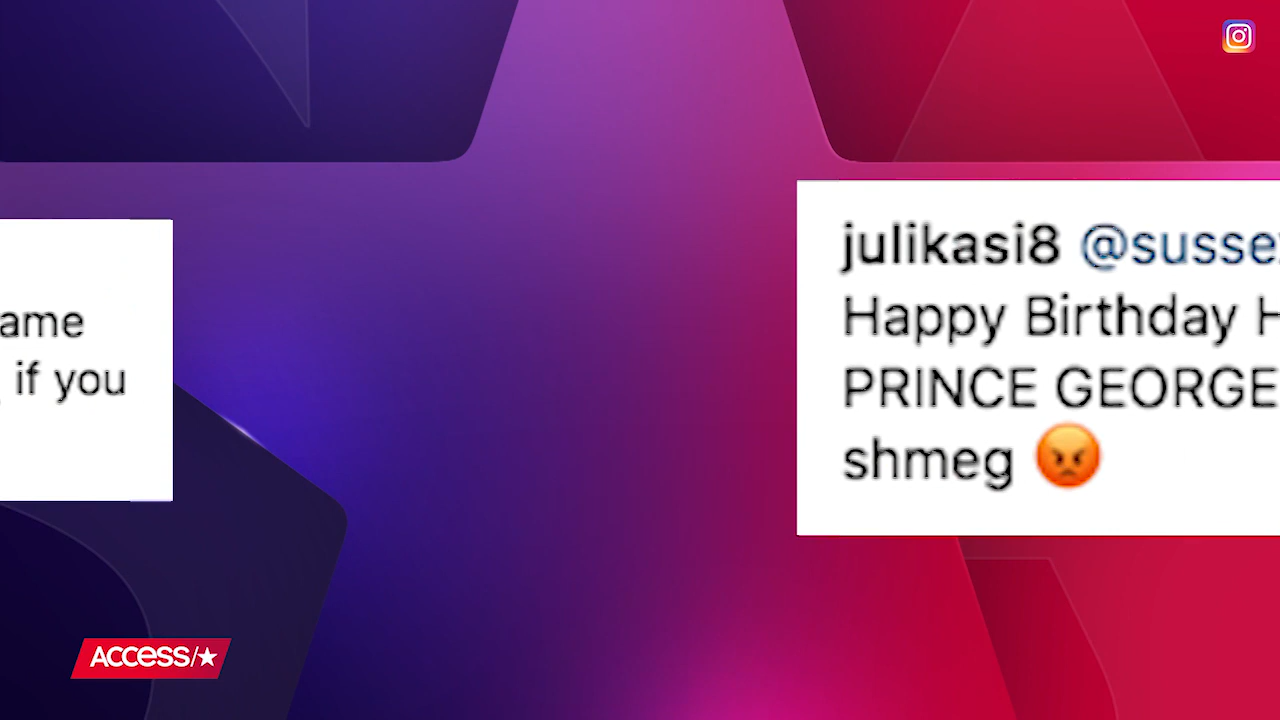 ame
if you
julikasi8 @susse
Happy Birthday H
PRINCE GEORGE
shmeg 😡
ACCESS